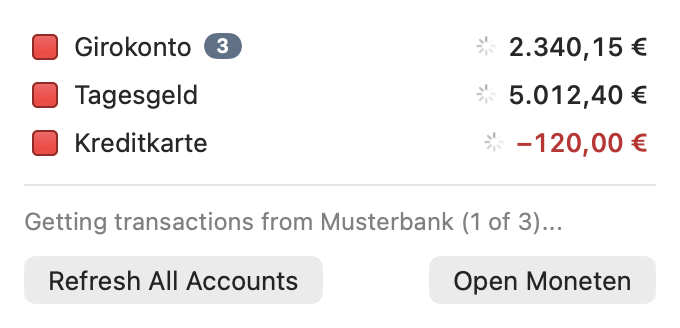 Girokonto 3 2.340,15 €
Tagesgeld 5.012,40 €
Kreditkarte –120,00 €
Getting transactions from Musterbank (1 of 3)...
Refresh All Accounts Open Moneten